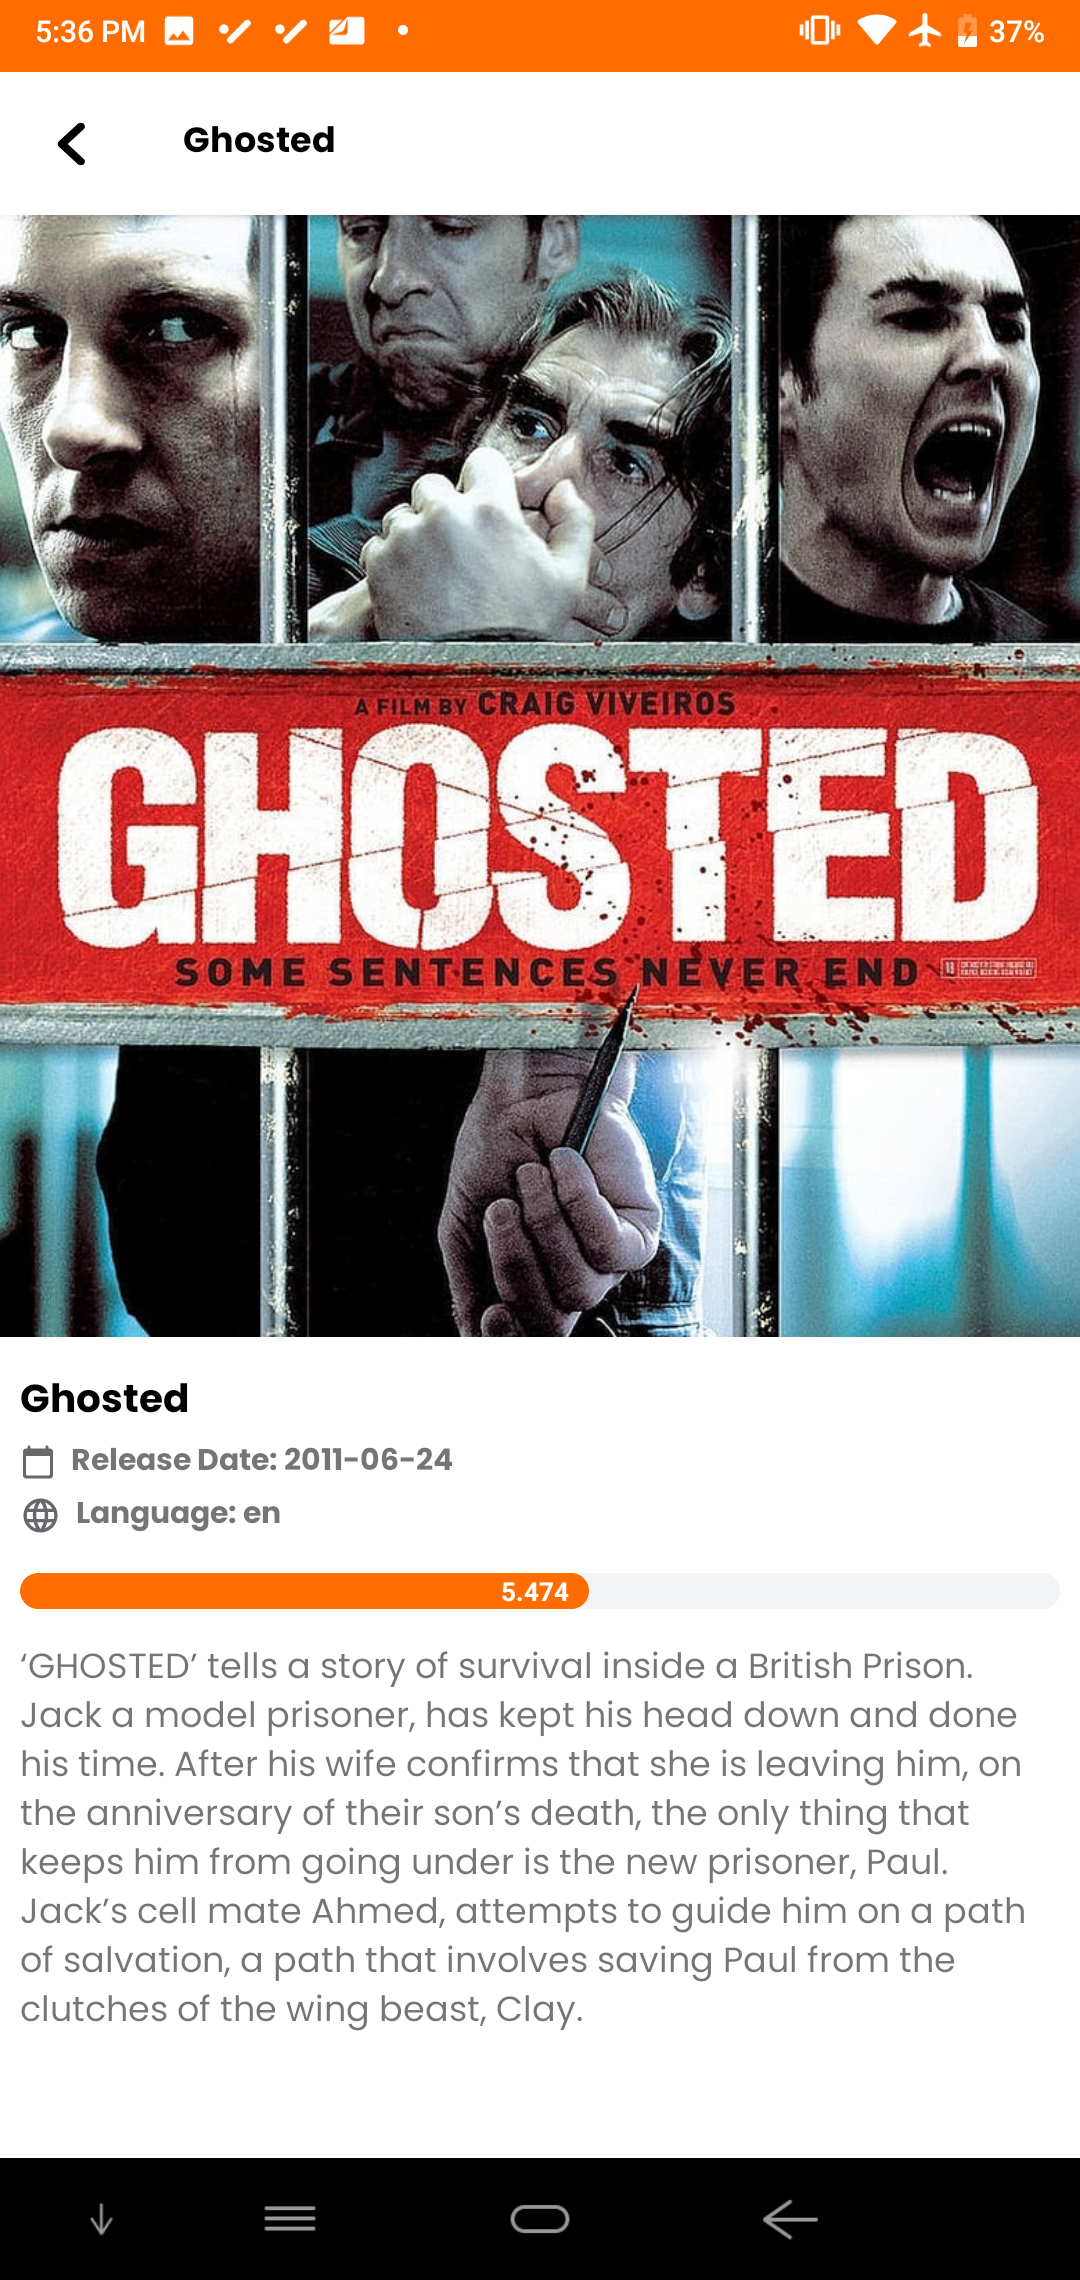 5:36 PM
37%
Ghosted
A FILM BY CRAIG VIVEIROS
GHOSTED
SOME SENTENCES NEVER END
18
Ghosted
Release Date: 2011-06-24
Language: en
5.474
‘GHOSTED’ tells a story of survival inside a British Prison.
Jack a model prisoner, has kept his head down and done
his time. After his wife confirms that she is leaving him, on
the anniversary of their son’s death, the only thing that
keeps him from going under is the new prisoner, Paul.
Jack’s cell mate Ahmed, attempts to guide him on a path
of salvation, a path that involves saving Paul from the
clutches of the wing beast, Clay.